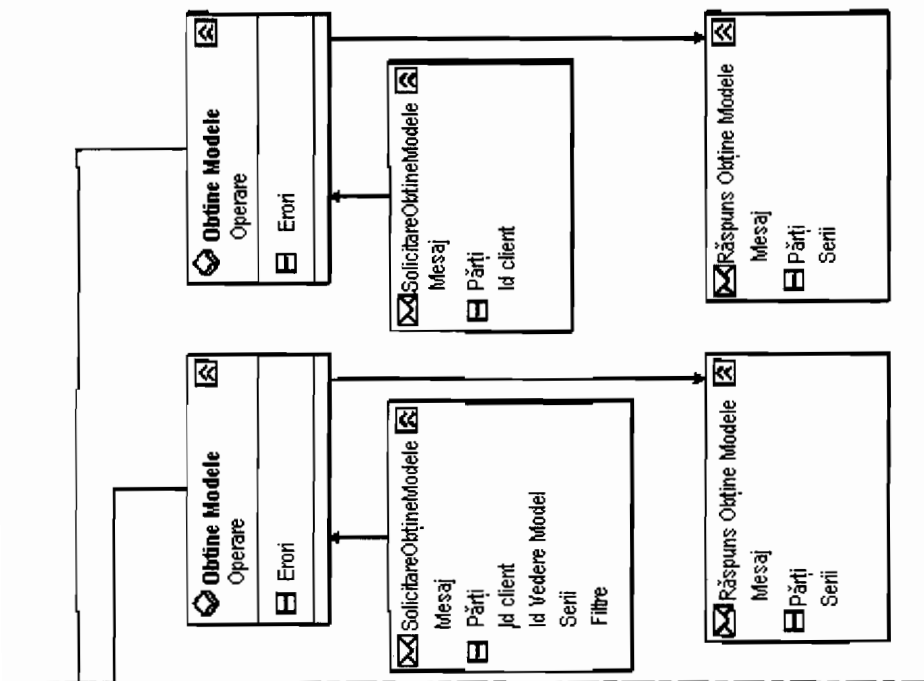 Obtine Modele
Operare
Erori
SolicitareObtineModele
Mesaj
Părți
Id client
Id Vedere Model
Serii
Filtre
Răspuns Obține Modele
Mesaj
Părți
Serii
Obtine Modele
Operare
Erori
SolicitareObtineModele
Mesaj
Părți
Id client
Răspuns Obține Modele
Mesaj
Părți
Serii